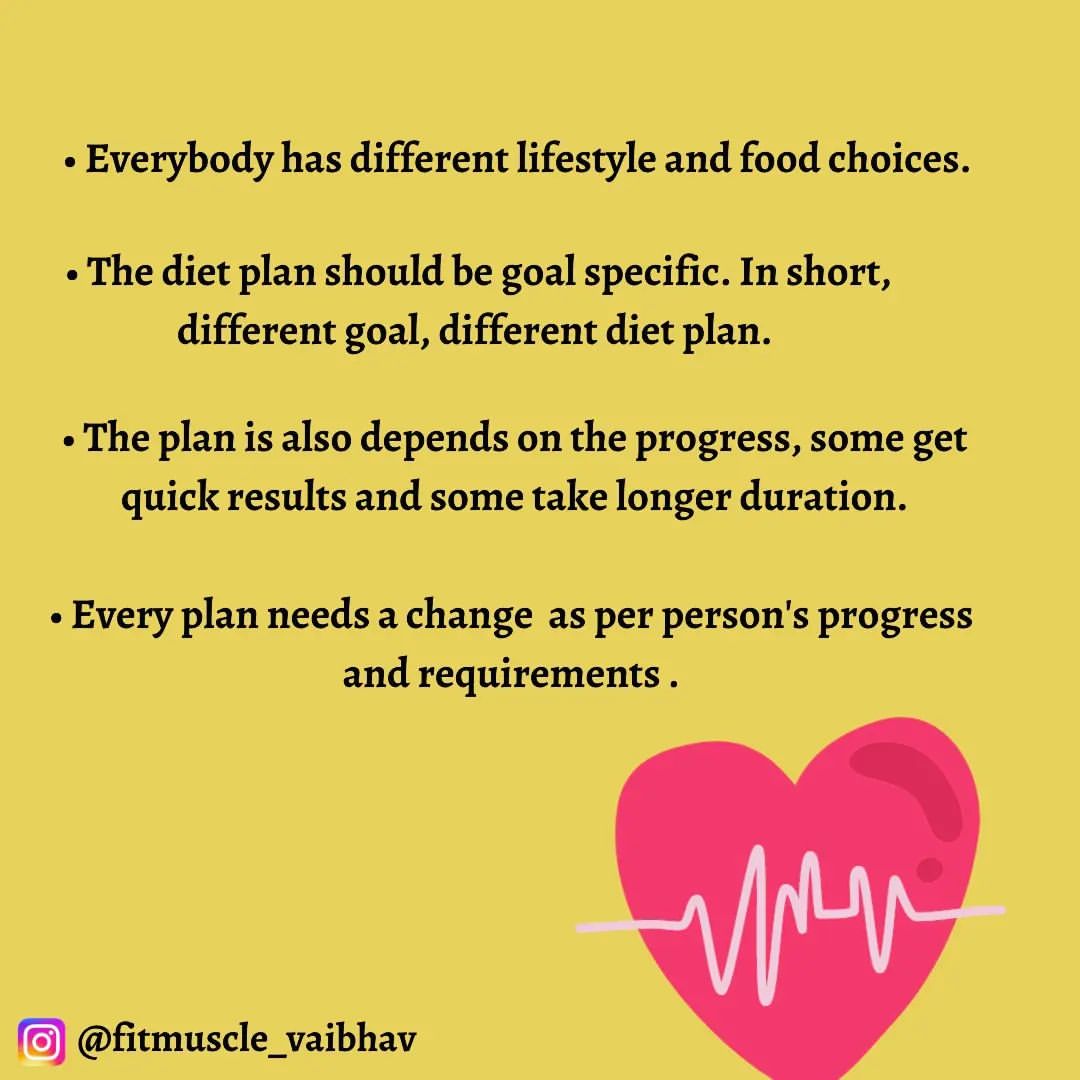 • Everybody has different lifestyle and food choices.
• The diet plan should be goal specific. In short,
different goal, different diet plan.
• The plan is also depends on the progress, some get
quick results and some take longer duration.
• Every plan needs a change  as per person's progress
and requirements .
@fitmuscle_vaibhav